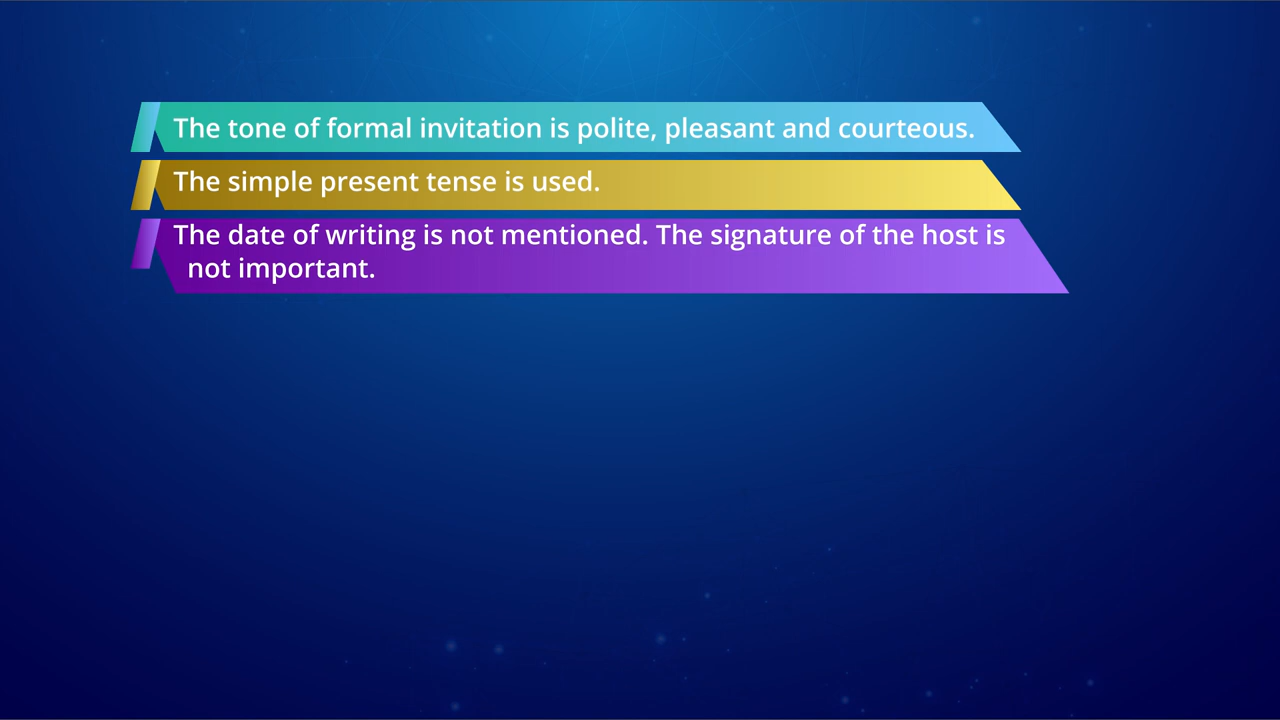 The tone of formal invitation is polite, pleasant and courteous.
The simple present tense is used.
The date of writing is not mentioned. The signature of the host is
not important.